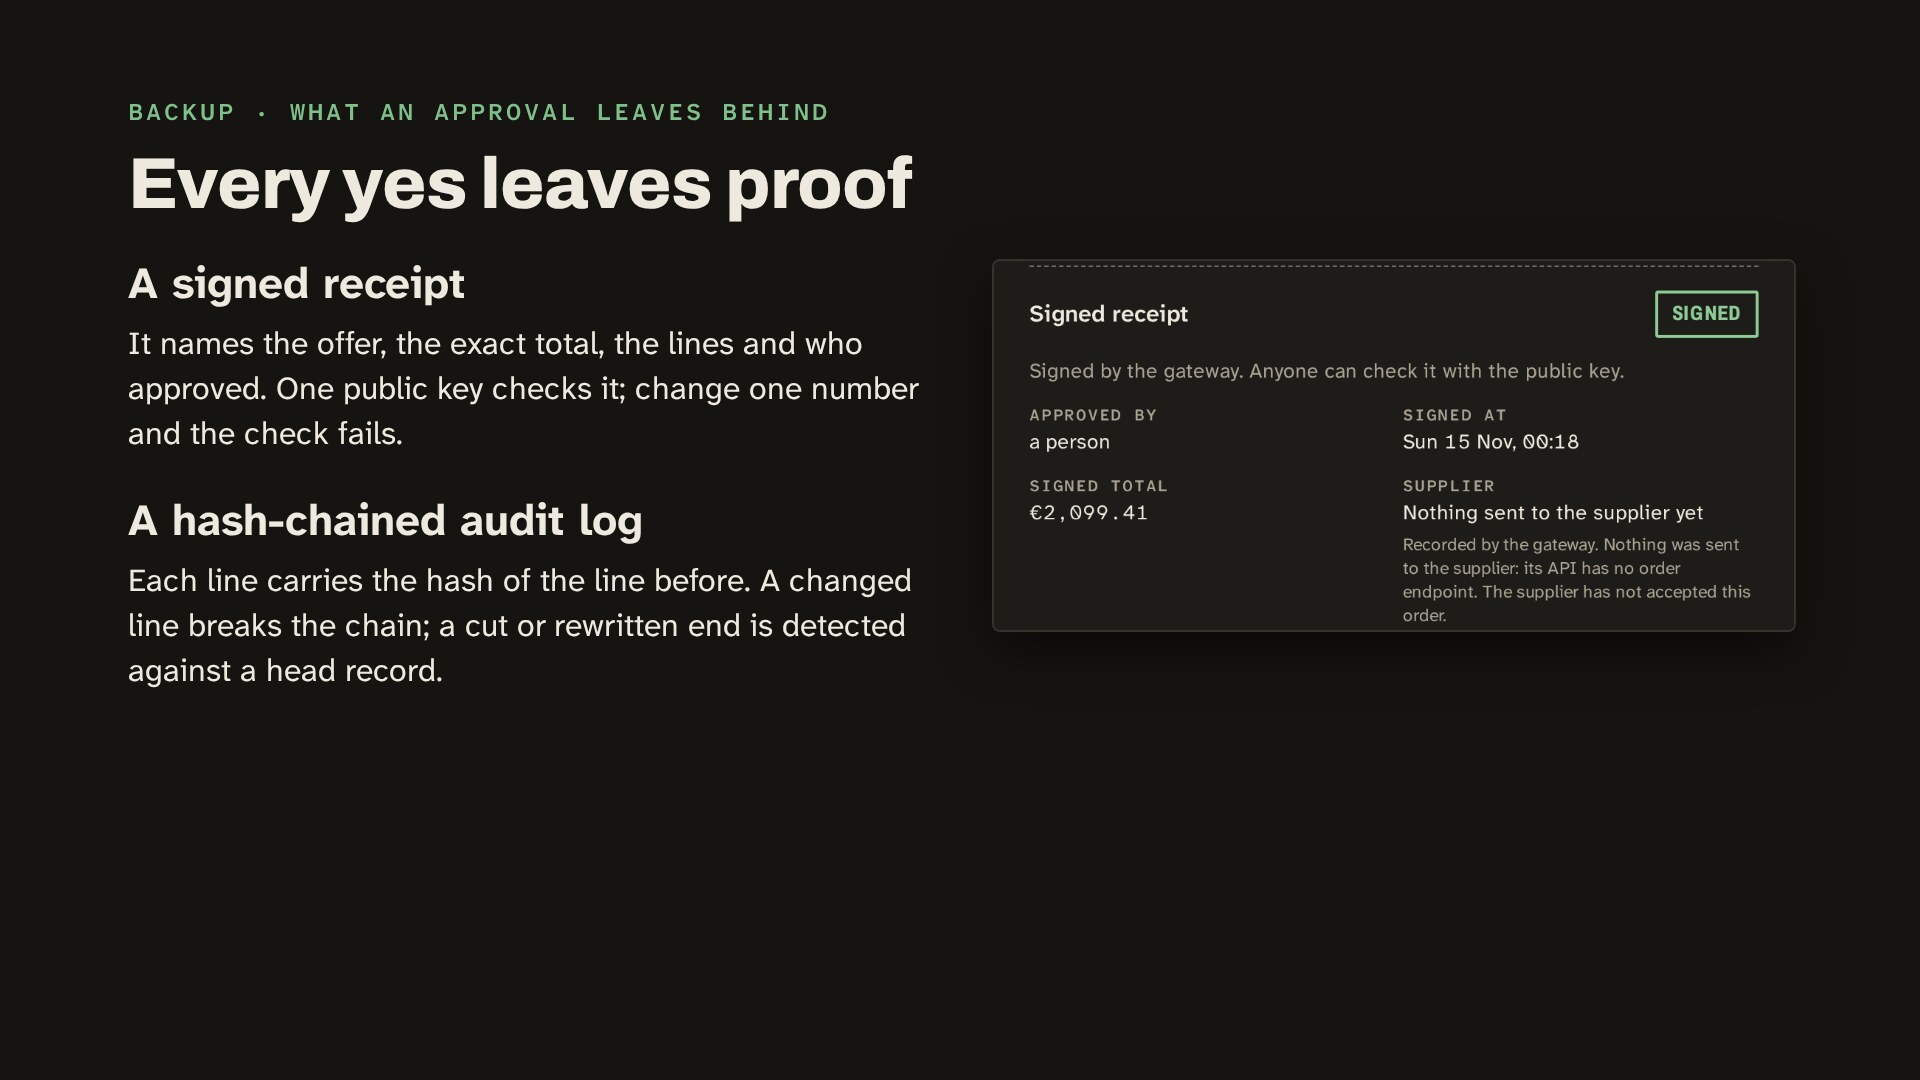 BACKUP · WHAT AN APPROVAL LEAVES BEHIND
Every yes leaves proof
A signed receipt
It names the offer, the exact total, the lines and who
approved. One public key checks it; change one number
and the check fails.
A hash-chained audit log
Each line carries the hash of the line before. A changed
line breaks the chain; a cut or rewritten end is detected
against a head record.
Signed receipt
SIGNED
Signed by the gateway. Anyone can check it with the public key.
APPROVED BY
a person
SIGNED AT
Sun 15 Nov, 00:18
SIGNED TOTAL
€2,099.41
SUPPLIER
Nothing sent to the supplier yet
Recorded by the gateway. Nothing was sent
to the supplier: its API has no order
endpoint. The supplier has not accepted this
order.